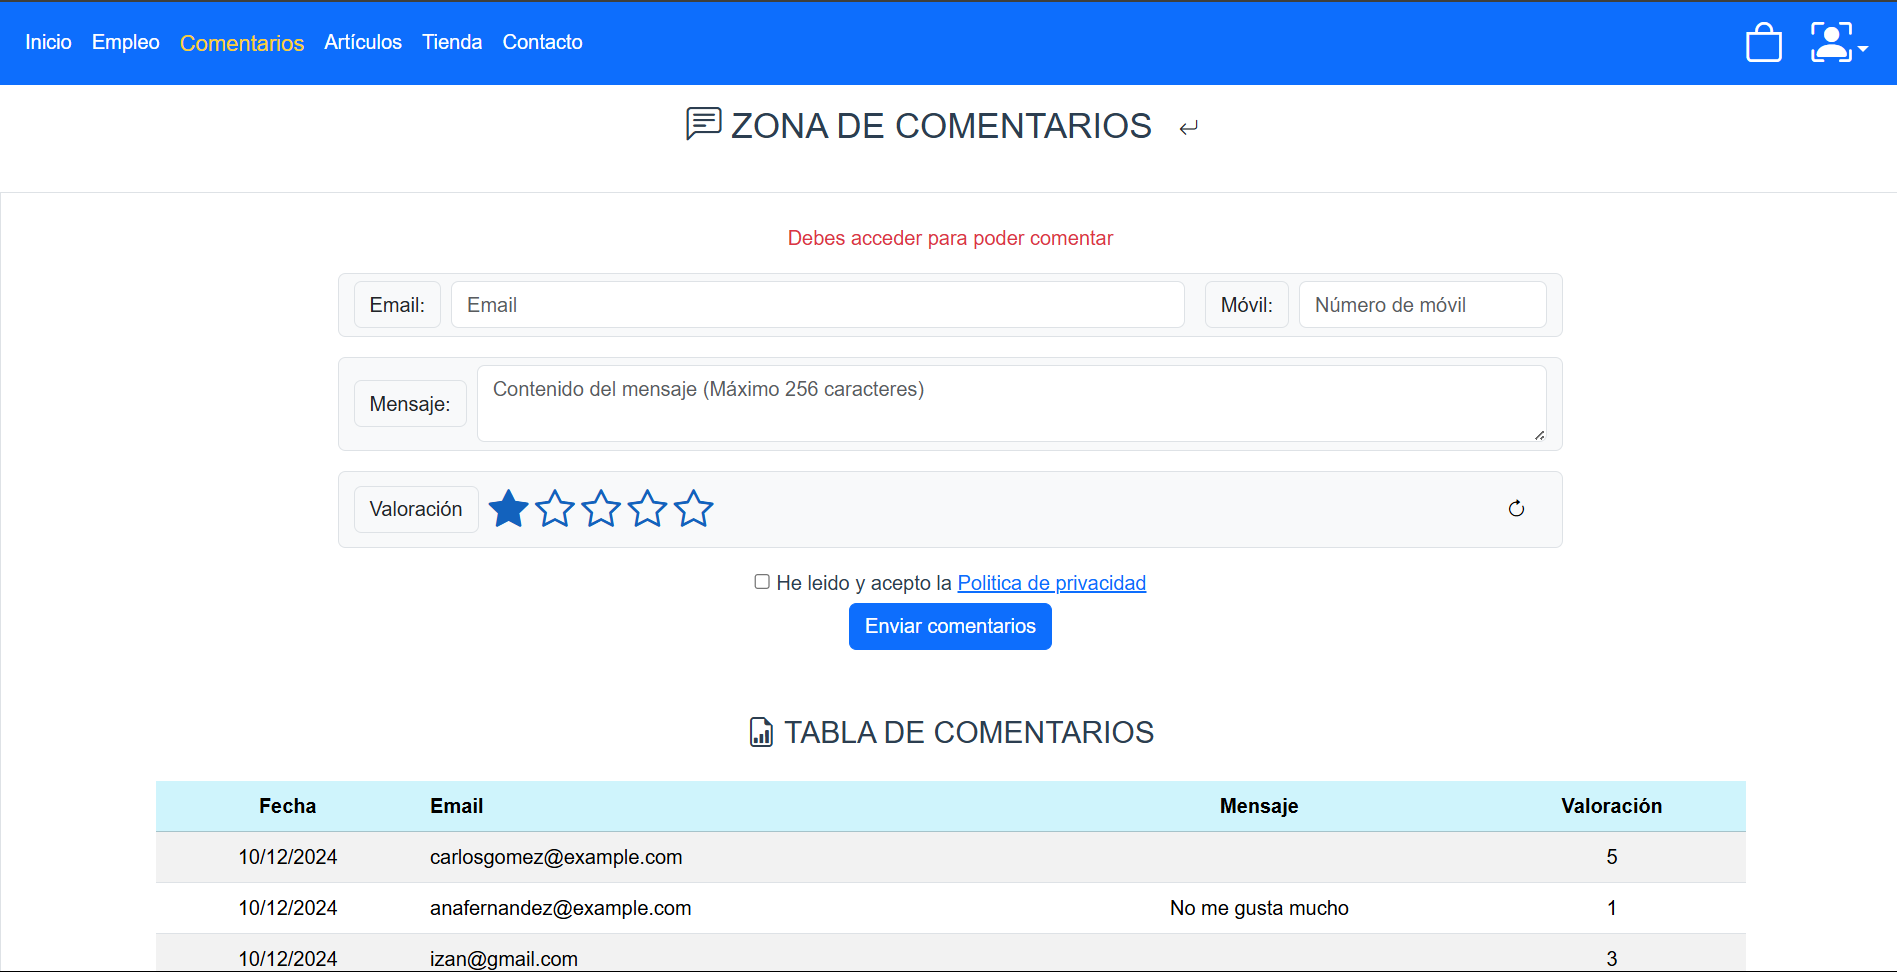 Inicio Empleo Comentarios Artículos Tienda Contacto
ZONA DE COMENTARIOS
Debes acceder para poder comentar
Email: Email Móvil: Número de móvil
Mensaje: Contenido del mensaje (Máximo 256 caracteres)
Valoración
He leido y acepto la Politica de privacidad
Enviar comentarios
TABLA DE COMENTARIOS
Fecha Email Mensaje Valoración
10/12/2024 carlosgomez@example.com 5
10/12/2024 anafernandez@example.com No me gusta mucho 1
10/12/2024 izan@gmail.com 3